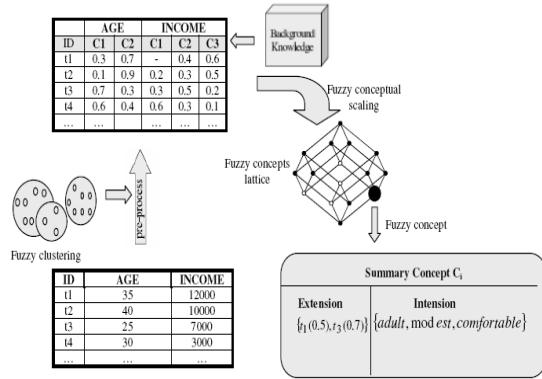 AGE INCOME
ID C1 C2 C1 C2 C3
t1 0.3 0.7 - 0.4 0.6
t2 0.1 0.9 0.2 0.3 0.5
t3 0.7 0.3 0.3 0.5 0.2
t4 0.6 0.4 0.6 0.3 0.1
... ... ... ... ... ...
Background
Knowledge
Fuzzy conceptual
scaling
Fuzzy concepts
lattice
pre-process
Fuzzy concept
Fuzzy clustering
ID AGE INCOME
t1 35 12000
t2 40 10000
t3 25 7000
t4 30 3000
... ... ...
Summary Concept Ci
Extension Intension
{t1(0.5),t3(0.7)} {adult, mod est, comfortable}